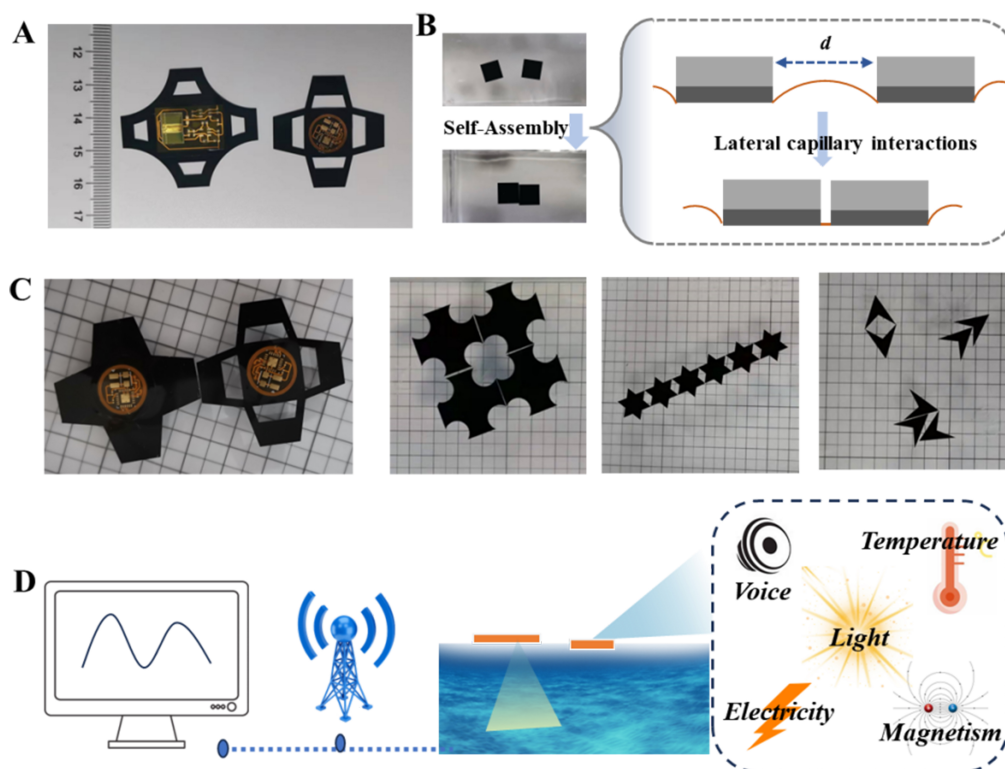 A
12
13
14
15
16
17
B
Self-Assembly
d
Lateral capillary interactions
C
D
Voice
Temperature
Light
Electricity
Magnetism